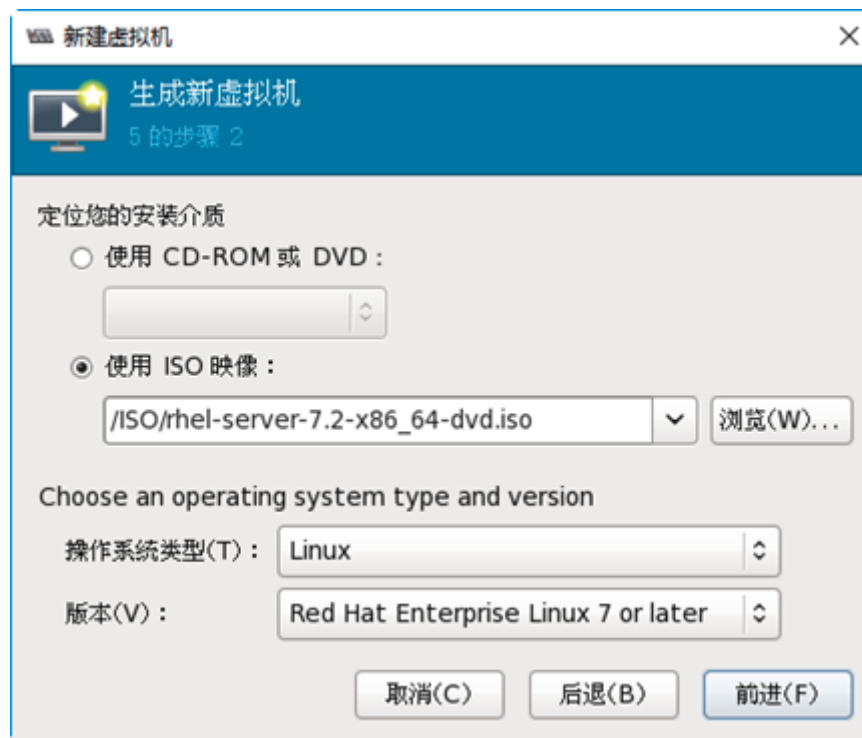 新建虚拟机
生成新虚拟机
5 的步骤 2
定位您的安装介质
使用 CD-ROM 或 DVD：
使用 ISO 映像：
/ISO/rhel-server-7.2-x86_64-dvd.iso 浏览(W)...
Choose an operating system type and version
操作系统类型(T)： Linux
版本(V)： Red Hat Enterprise Linux 7 or later
取消(C) 后退(B) 前进(F)